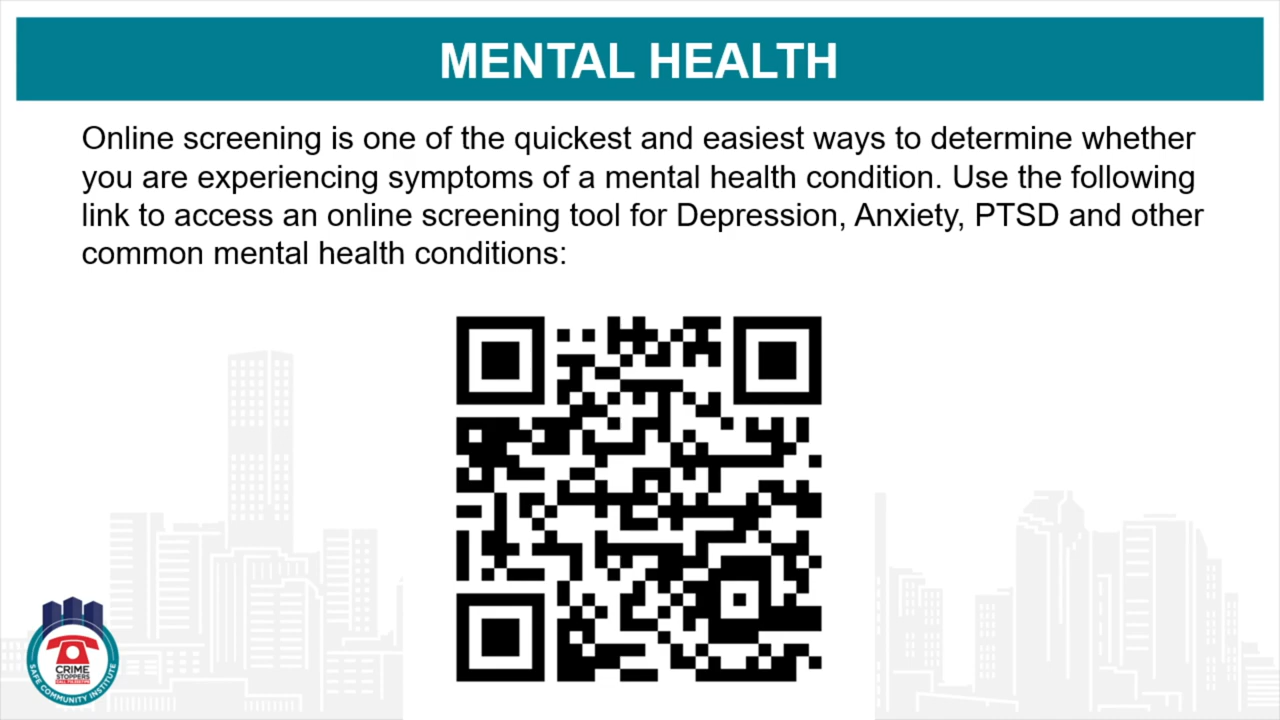 MENTAL HEALTH
Online screening is one of the quickest and easiest ways to determine whether
you are experiencing symptoms of a mental health condition. Use the following
link to access an online screening tool for Depression, Anxiety, PTSD and other
common mental health conditions:
CRIME
STOPPERS
SAFE COMMUNITY INSTITUTE